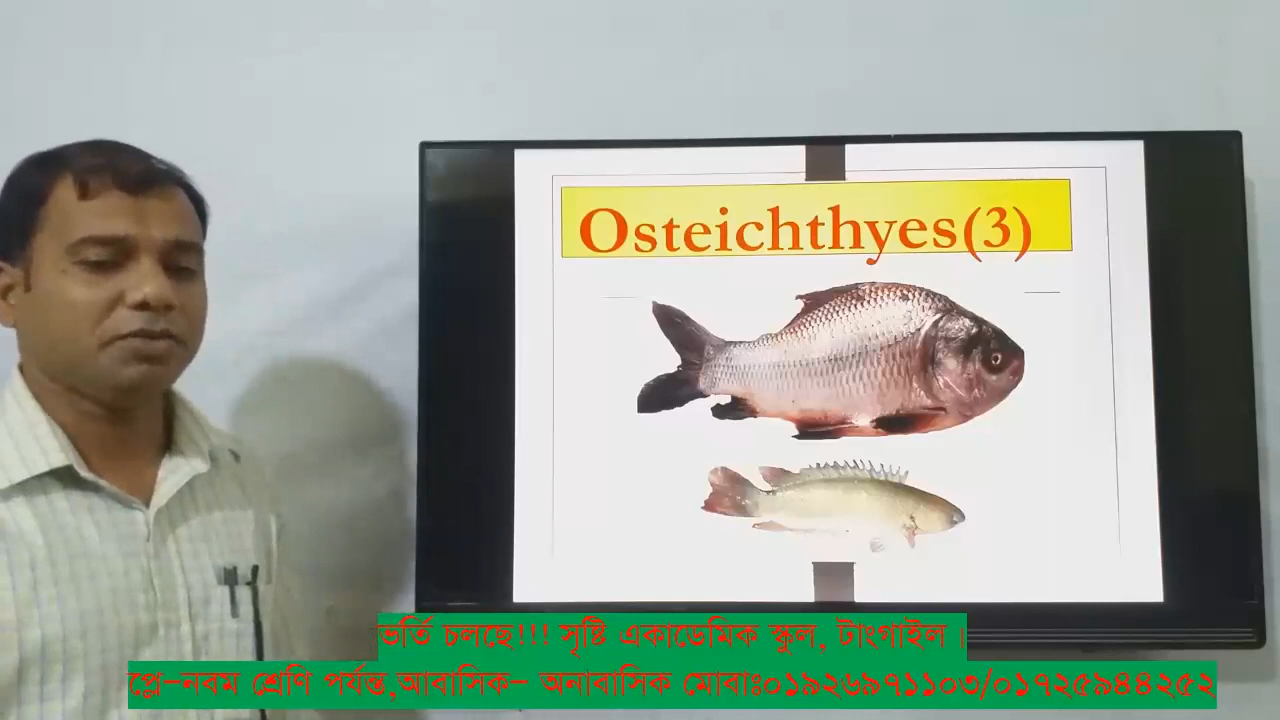 Osteichthyes(3)
ভর্তি চলছে!!! সৃষ্টি একাডেমিক স্কুল, টাংগাইল।
প্লে-নবম শ্রেণি পর্যন্ত,আবাসিক- অনাবাসিক মোবাঃ০১৯২৬৯৭১১০৩/০১৭২৫৯৪৪২৫২